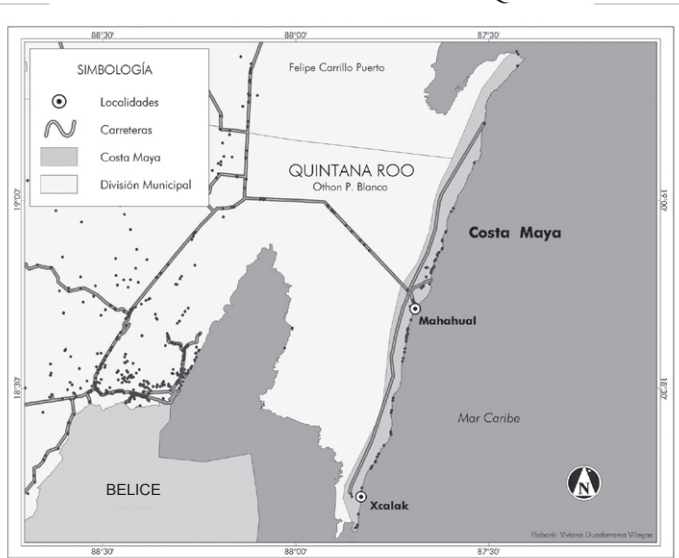 88°30'
88°00'
87°30'
SIMBOLOGÍA
Localidades
Carreteras
Costa Maya
División Municipal
Felipe Carrillo Puerto
QUINTANA ROO
Othon P. Blanco
19°00'
19°00'
Costa Maya
Mahahual
18°30'
18°30'
Mar Caribe
BELICE
N
Xcalak
Elaboró: Viviana Guadarrama Villegas
88°30'
88°00'
87°30'